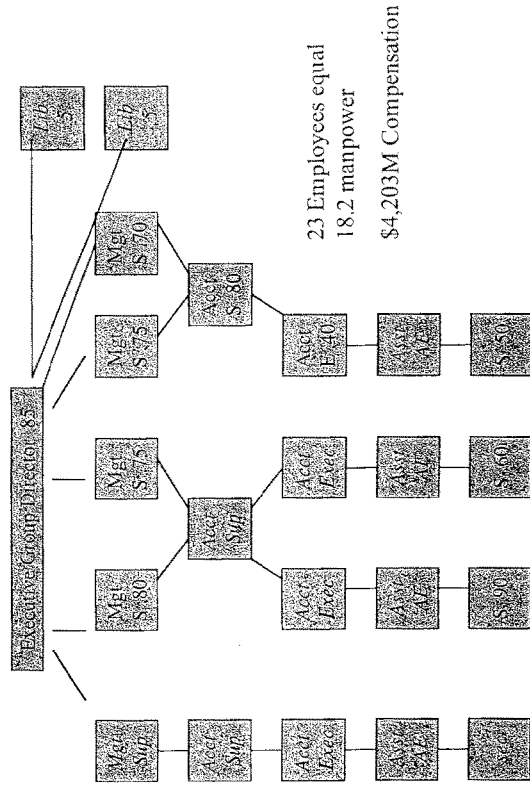 Executive Group Director .85
Lib
.5
Lib
.5
Mgt
Sup
Mgt
S .80
Mgt
S .75
Mgt
S .75
Mgt
S .70
Acct
Sup
Acct
Sup
Acct
S .80
Acct
Exec
Acct
Exec
Acct
Exec
Acct
E .40
Asst
AE
Asst
AE
Asst
AE
Asst
AE
Secr
S .90
S .60
S .50
23 Employees equal
18.2 manpower
$4,203M Compensation